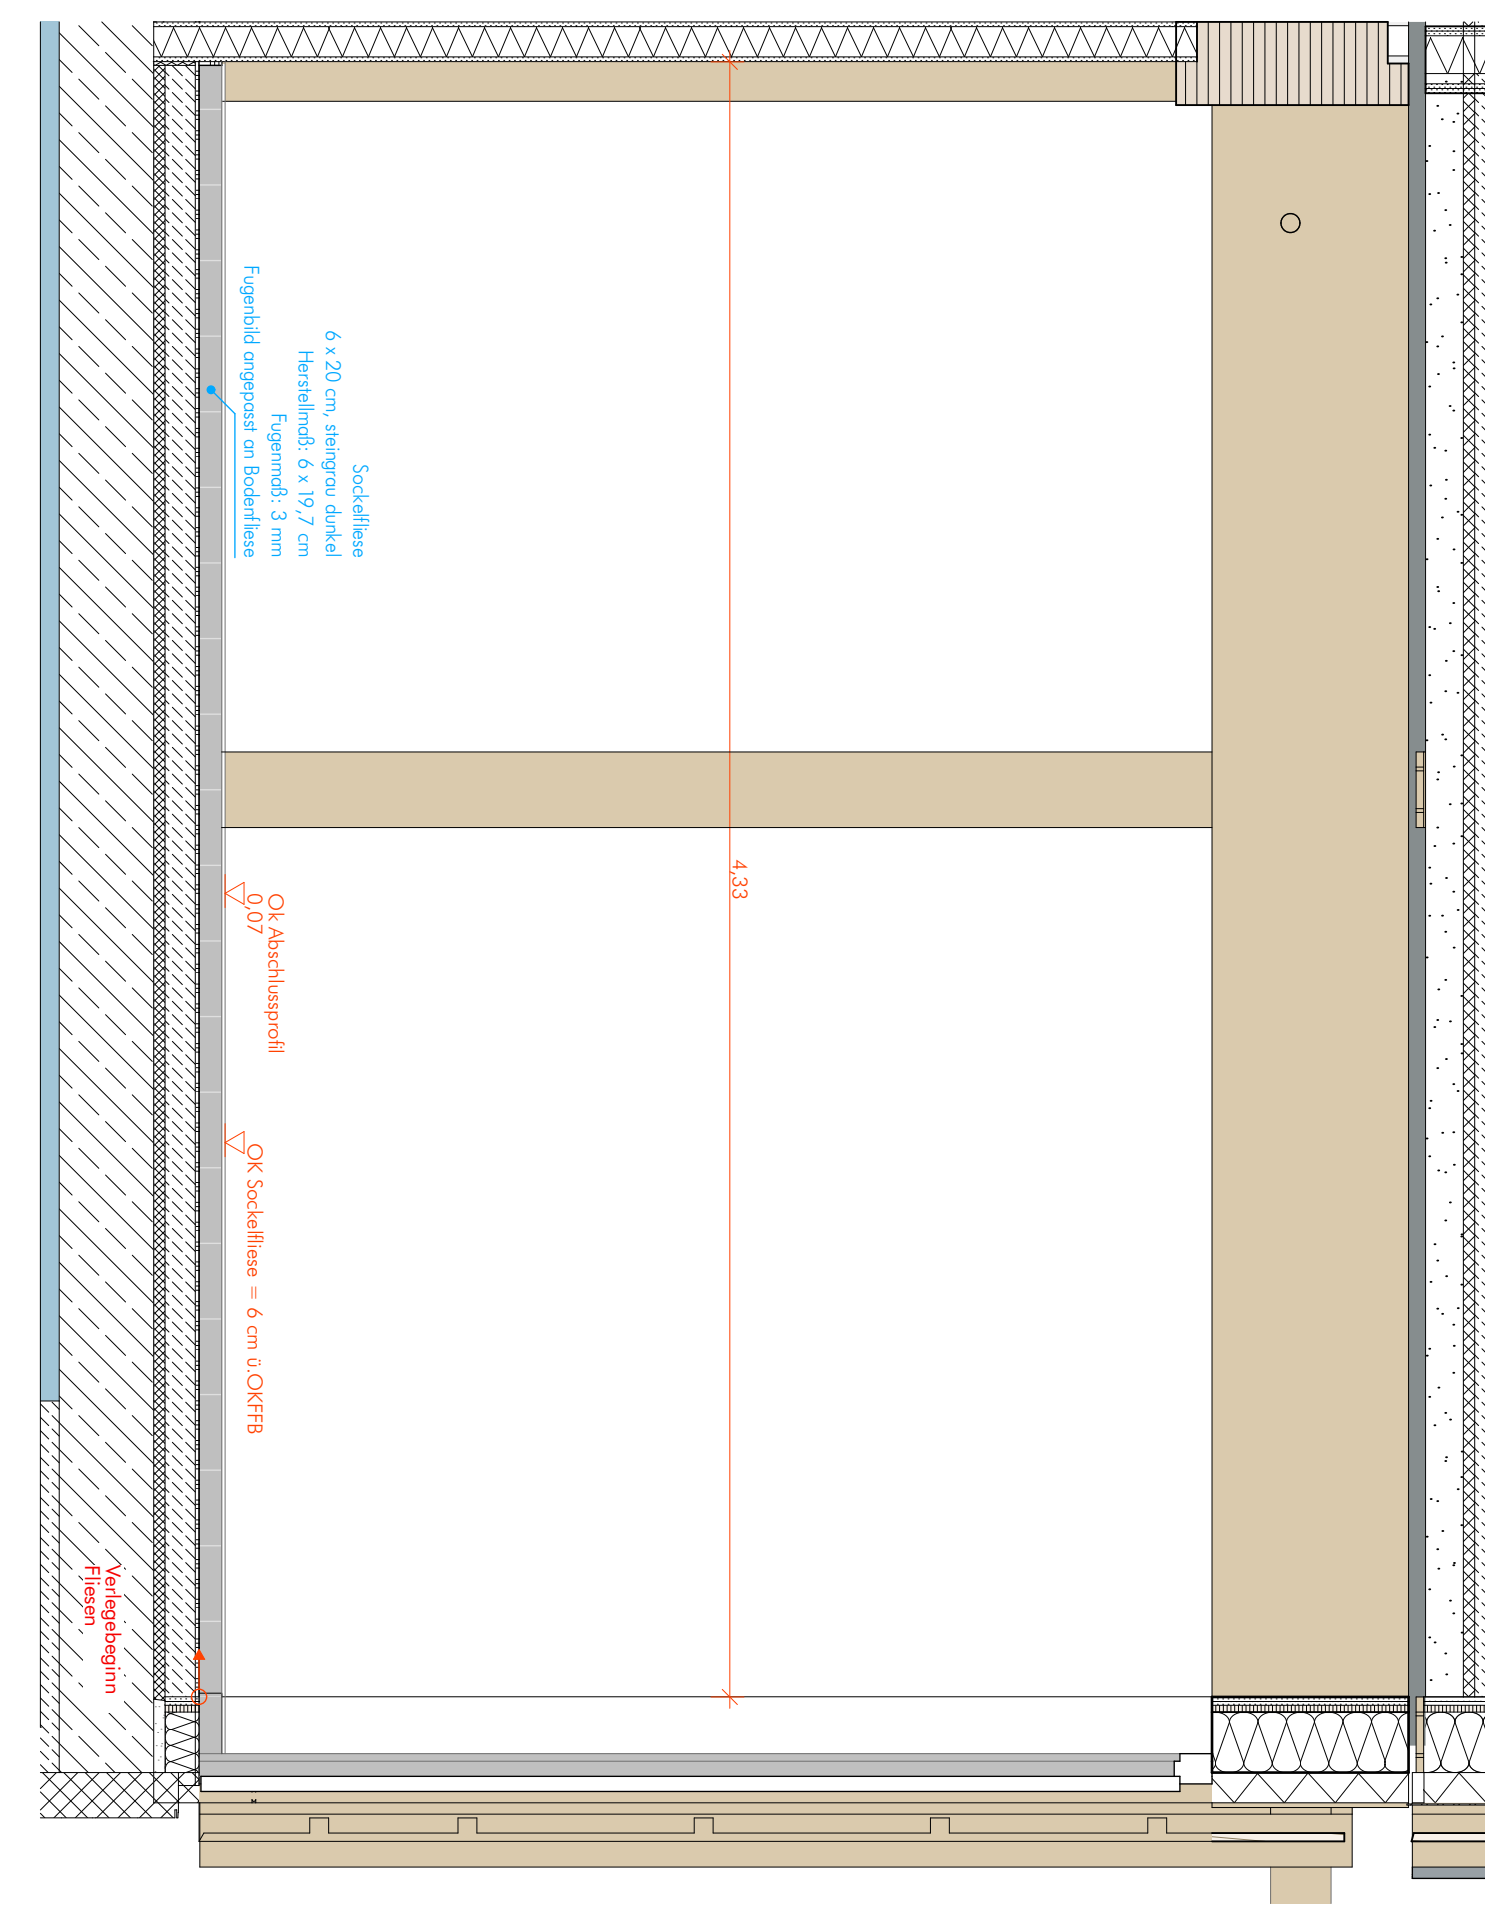 Sockelfliese
6 x 20 cm, steingrau dunkel
Herstellmaß: 6 x 19,7 cm
Fugenmaß: 3 mm
Fugenbild angepasst an Bodenfliese
4,33
Ok Abschlussprofil
0,07
OK Sockelfliese = 6 cm ü.OKFFB
Verlegebeginn
Fliesen